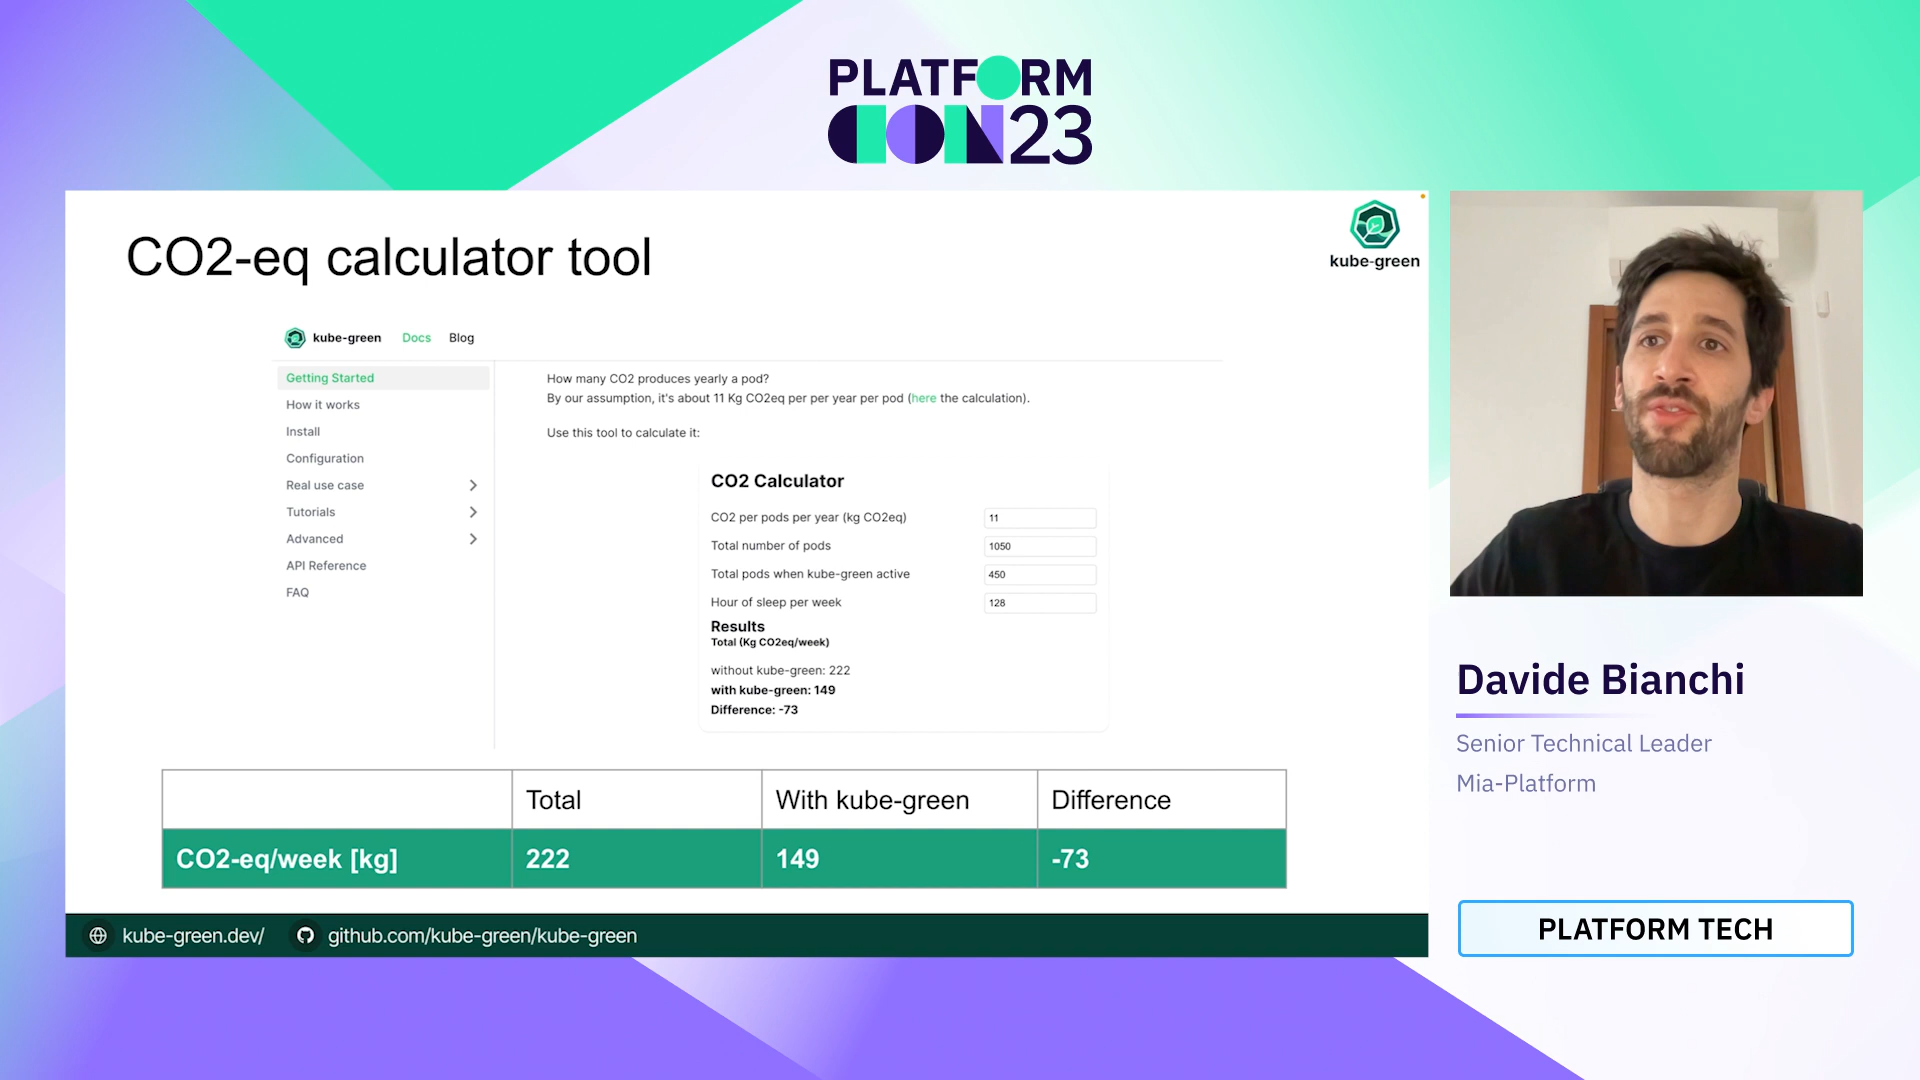 PLATFORM
CON23
CO2-eq calculator tool
kube-green
kube-green Docs Blog
Getting Started
How it works
Install
Configuration
Real use case
Tutorials
Advanced
API Reference
FAQ
How many CO2 produces yearly a pod?
By our assumption, it's about 11 Kg CO2eq per per year per pod (here the calculation).
Use this tool to calculate it:
CO2 Calculator
CO2 per pods per year (kg CO2eq) 11
Total number of pods 1050
Total pods when kube-green active 450
Hour of sleep per week 128
Results
Total (Kg CO2eq/week)
without kube-green: 222
with kube-green: 149
Difference: -73
Total With kube-green Difference
CO2-eq/week [kg] 222 149 -73
kube-green.dev/ github.com/kube-green/kube-green
Davide Bianchi
Senior Technical Leader
Mia-Platform
PLATFORM TECH